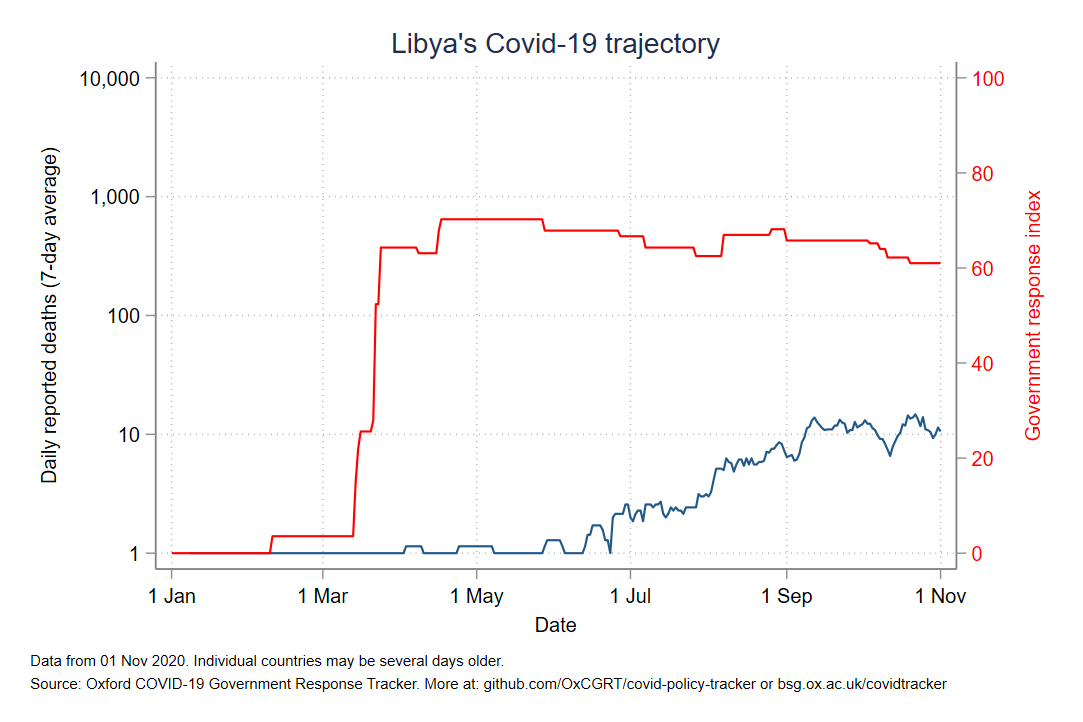 Libya's Covid-19 trajectory
10,000
1,000
100
10
1
Daily reported deaths (7-day average)
100
80
60
40
20
0
Government response index
1 Jan
1 Mar
1 May
1 Jul
1 Sep
1 Nov
Date
Data from 01 Nov 2020. Individual countries may be several days older.
Source: Oxford COVID-19 Government Response Tracker. More at: github.com/OxCGRT/covid-policy-tracker or bsg.ox.ac.uk/covidtracker